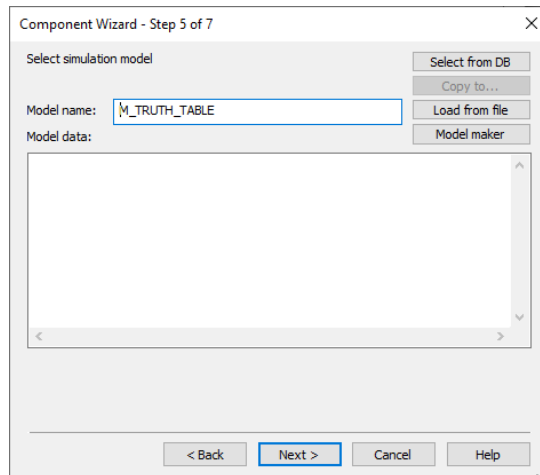 Component Wizard - Step 5 of 7
Select simulation model
Select from DB
Copy to...
Model name: M_TRUTH_TABLE
Load from file
Model data:
Model maker
< Back Next > Cancel Help